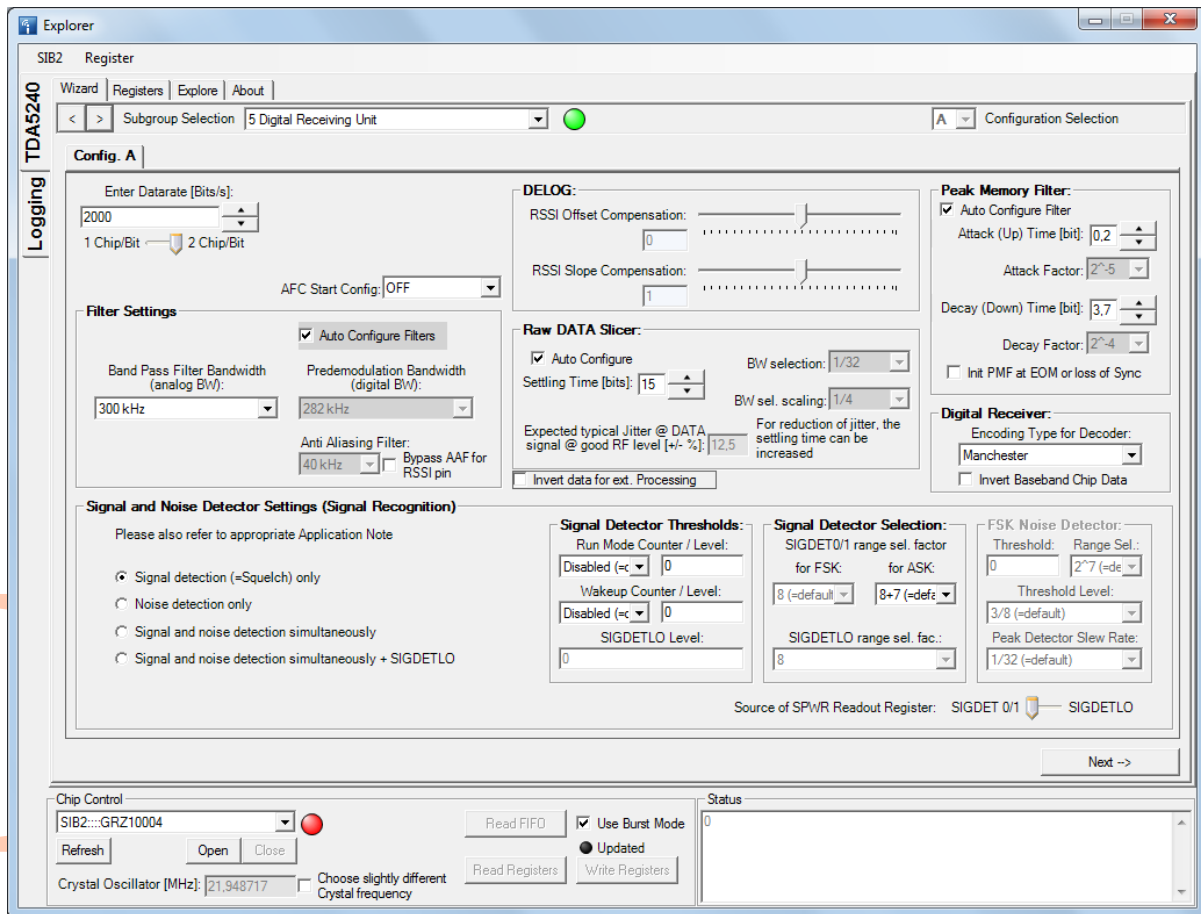 Explorer
SIB2 Register
TDA5240
Logging
Wizard Registers Explore About
< > Subgroup Selection 5 Digital Receiving Unit A Configuration Selection
Config. A
Enter Datarate [Bits/s]:
2000
1 Chip/Bit 2 Chip/Bit
AFC Start Config: OFF
Filter Settings
Auto Configure Filters
Band Pass Filter Bandwidth
(analog BW):
300 kHz
Predemodulation Bandwidth
(digital BW):
282 kHz
Anti Aliasing Filter:
40 kHz
Bypass AAF for
RSSI pin
DELOG:
RSSI Offset Compensation:
0
RSSI Slope Compensation:
1
Raw DATA Slicer:
Auto Configure
Settling Time [bits]: 15
BW selection: 1/32
BW sel. scaling: 1/4
Expected typical Jitter @ DATA
signal @ good RF level [+/- %]: 12,5
For reduction of jitter, the
settling time can be
increased
Invert data for ext. Processing
Peak Memory Filter:
Auto Configure Filter
Attack (Up) Time [bit]: 0,2
Attack Factor: 2^-5
Decay (Down) Time [bit]: 3,7
Decay Factor: 2^-4
Init PMF at EOM or loss of Sync
Digital Receiver:
Encoding Type for Decoder:
Manchester
Invert Baseband Chip Data
Signal and Noise Detector Settings (Signal Recognition)
Please also refer to appropriate Application Note
Signal detection (=Squelch) only
Noise detection only
Signal and noise detection simultaneously
Signal and noise detection simultaneously + SIGDETLO
Signal Detector Thresholds:
Run Mode Counter / Level:
Disabled (=c 0
Wakeup Counter / Level:
Disabled (=c 0
SIGDETLO Level:
0
Signal Detector Selection:
SIGDET0/1 range sel. factor
for FSK: for ASK:
8 (=default 8+7 (=defa
SIGDETLO range sel. fac.:
8
FSK Noise Detector:
Threshold: Range Sel.:
0 2^7 (=de
Threshold Level:
3/8 (=default)
Peak Detector Slew Rate:
1/32 (=default)
Source of SPWR Readout Register: SIGDET 0/1 SIGDETLO
Next -->
Chip Control
SIB2::::GRZ10004
Refresh Open Close
Crystal Oscillator [MHz]: 21,948717
Choose slightly different
Crystal frequency
Read FIFO
Use Burst Mode
Updated
Read Registers Write Registers
Status
0